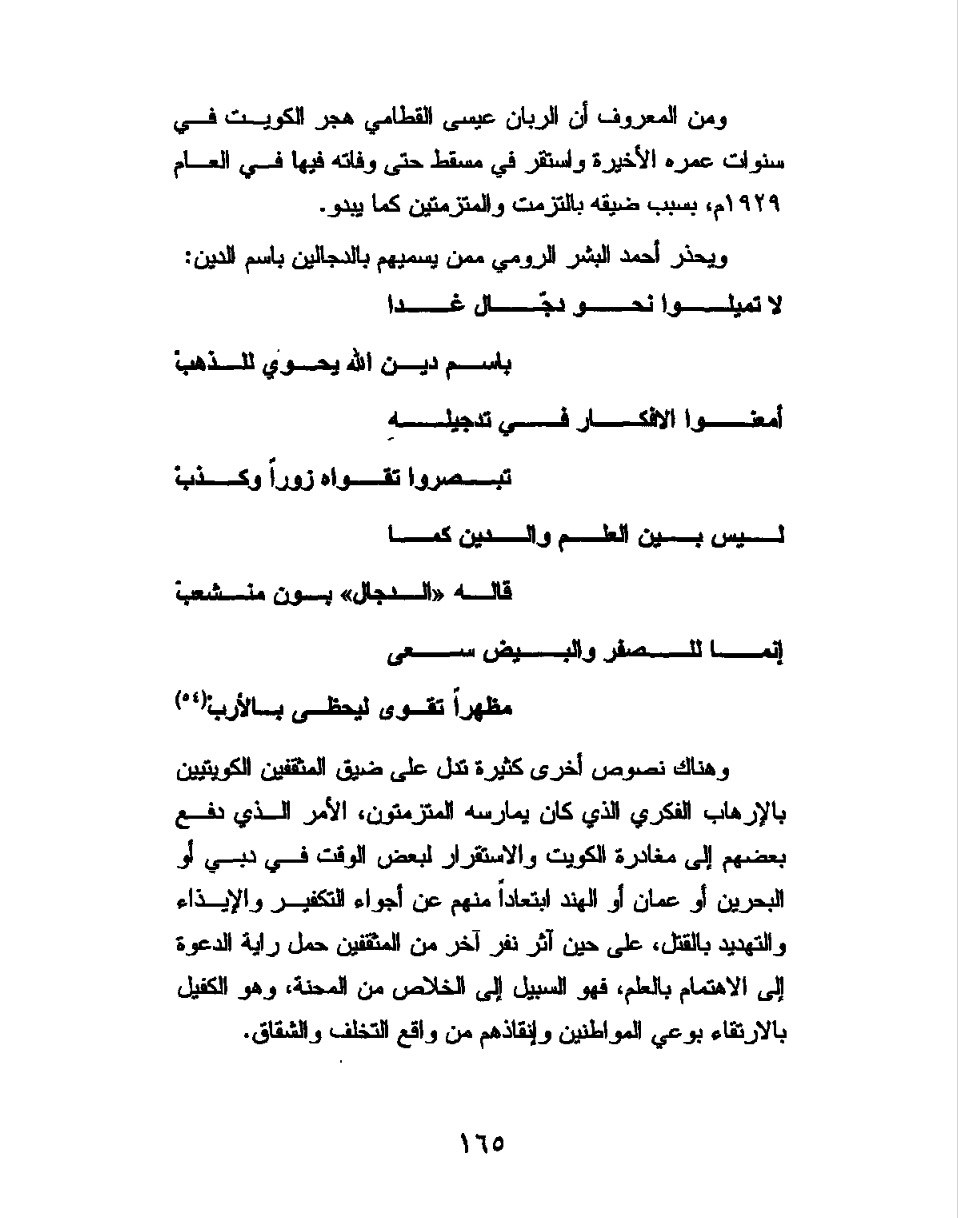 ومن المعروف أن الربان عيسى القطامي هجر الكويت في
سنوات عمره الأخيرة واستقر في مسقط حتى وفاته فيها في العام
١٩٢٩م، بسبب ضيقه بالتزمت والمتزمتين كما يبدو.
ويحذر أحمد البشر الرومي ممن يسميهم بالدجالين باسم الدين:
لا تميلوا نحو دجّال غدا
باسم دين الله يحوي للذهبْ
أمعنوا الافكار في تدجيلهِ
تبصروا تقواه زوراً وكذبْ
ليس بين العلم والدين كما
قاله «الدجال» بون منشعبْ
إنما للصفر والبيض سعى
مظهراً تقوى ليحظى بالأربْ(٥٤)
وهناك نصوص أخرى كثيرة تدل على ضيق المثقفين الكويتيين
بالإرهاب الفكري الذي كان يمارسه المتزمتون، الأمر الذي دفع
بعضهم إلى مغادرة الكويت والاستقرار لبعض الوقت في دبي أو
البحرين أو عمان أو الهند ابتعاداً منهم عن أجواء التكفير والإيذاء
والتهديد بالقتل، على حين آثر نفر آخر من المثقفين حمل راية الدعوة
إلى الاهتمام بالعلم، فهو السبيل إلى الخلاص من المحنة، وهو الكفيل
بالارتقاء بوعي المواطنين وإنقاذهم من واقع التخلف والشقاق.
١٦٥